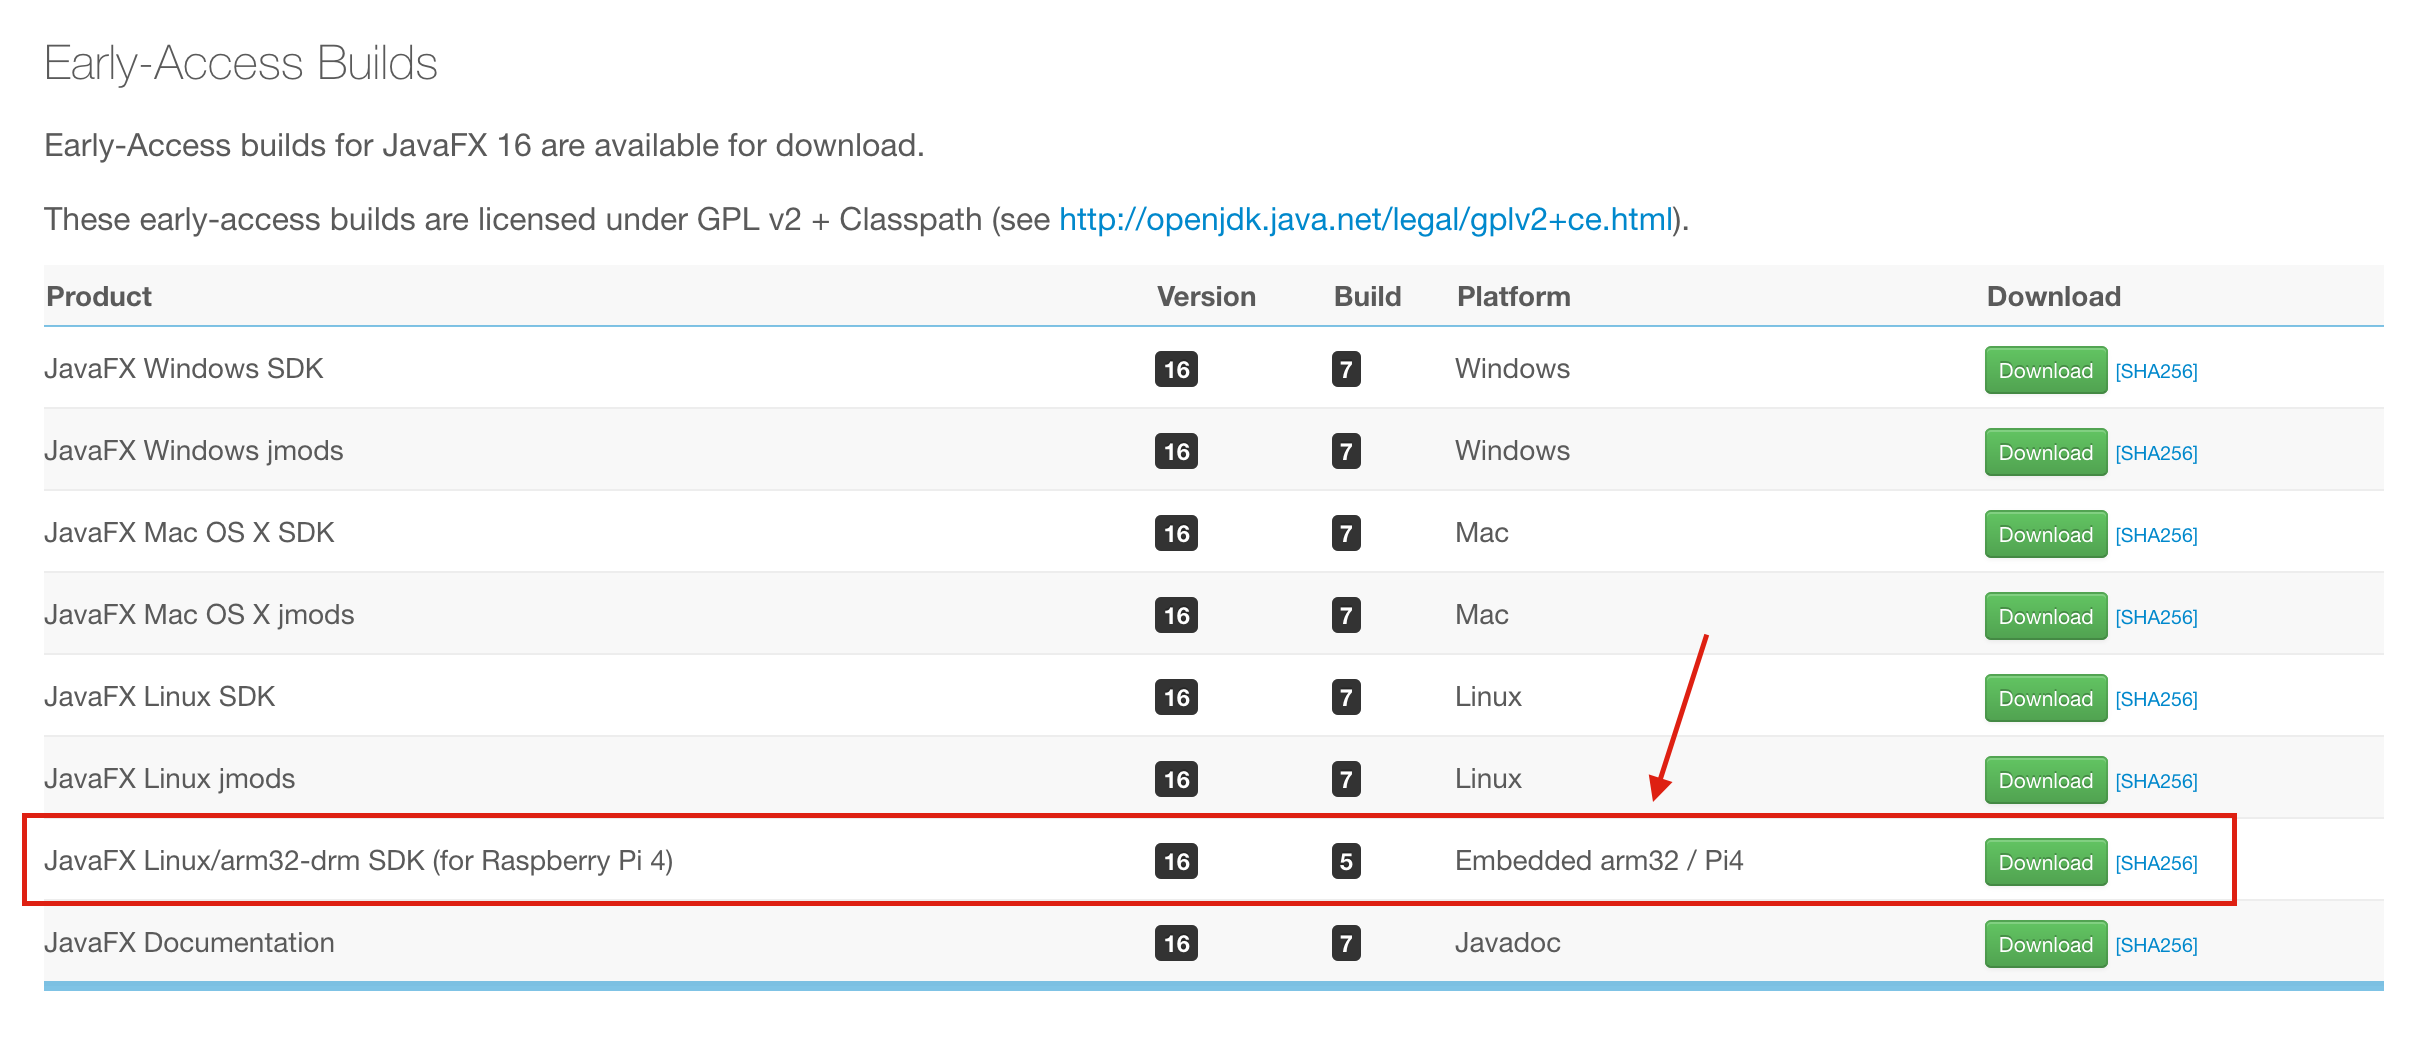 Early-Access Builds
Early-Access builds for JavaFX 16 are available for download.
These early-access builds are licensed under GPL v2 + Classpath (see http://openjdk.java.net/legal/gplv2+ce.html).
Product Version Build Platform Download
JavaFX Windows SDK 16 7 Windows Download [SHA256]
JavaFX Windows jmods 16 7 Windows Download [SHA256]
JavaFX Mac OS X SDK 16 7 Mac Download [SHA256]
JavaFX Mac OS X jmods 16 7 Mac Download [SHA256]
JavaFX Linux SDK 16 7 Linux Download [SHA256]
JavaFX Linux jmods 16 7 Linux Download [SHA256]
JavaFX Linux/arm32-drm SDK (for Raspberry Pi 4) 16 5 Embedded arm32 / Pi4 Download [SHA256]
JavaFX Documentation 16 7 Javadoc Download [SHA256]